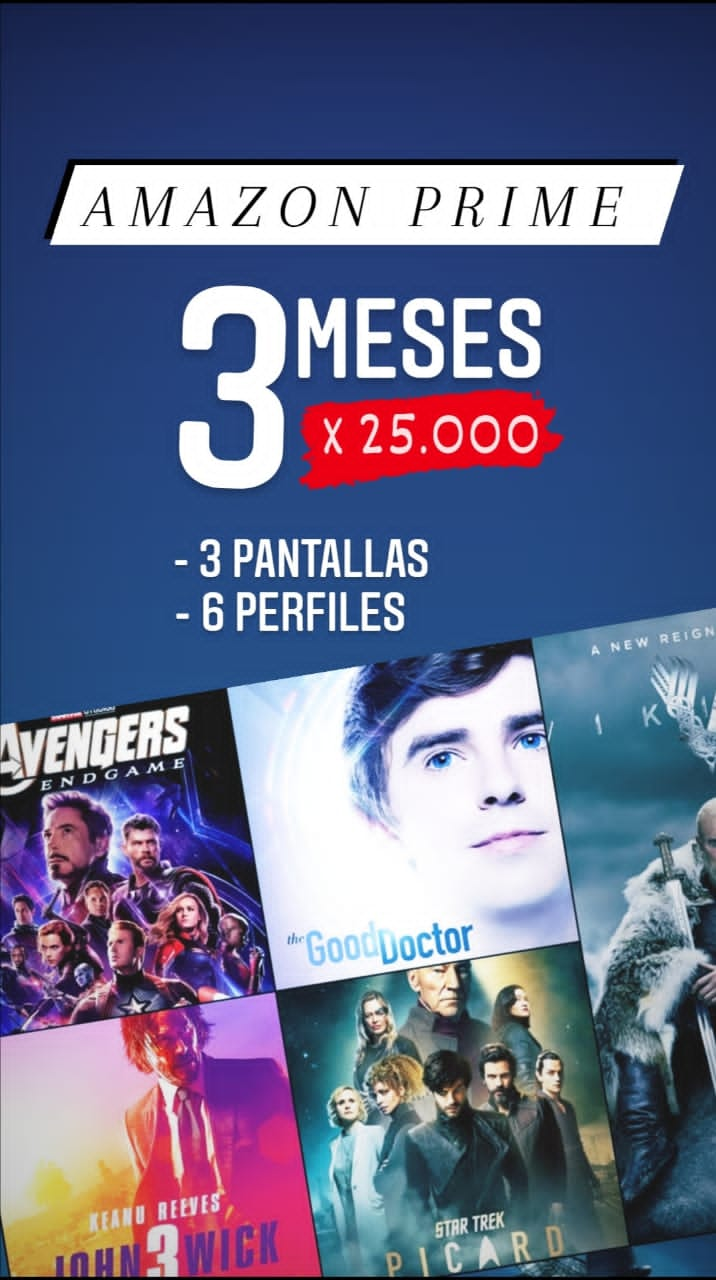 AMAZON PRIME
3 MESES
X 25.000
- 3 PANTALLAS
- 6 PERFILES
A NEW REIGN
VIK
AVENGERS
ENDGAME
the Good Doctor
KEANU REEVES
JOHN 3 WICK
STAR TREK
PICARD